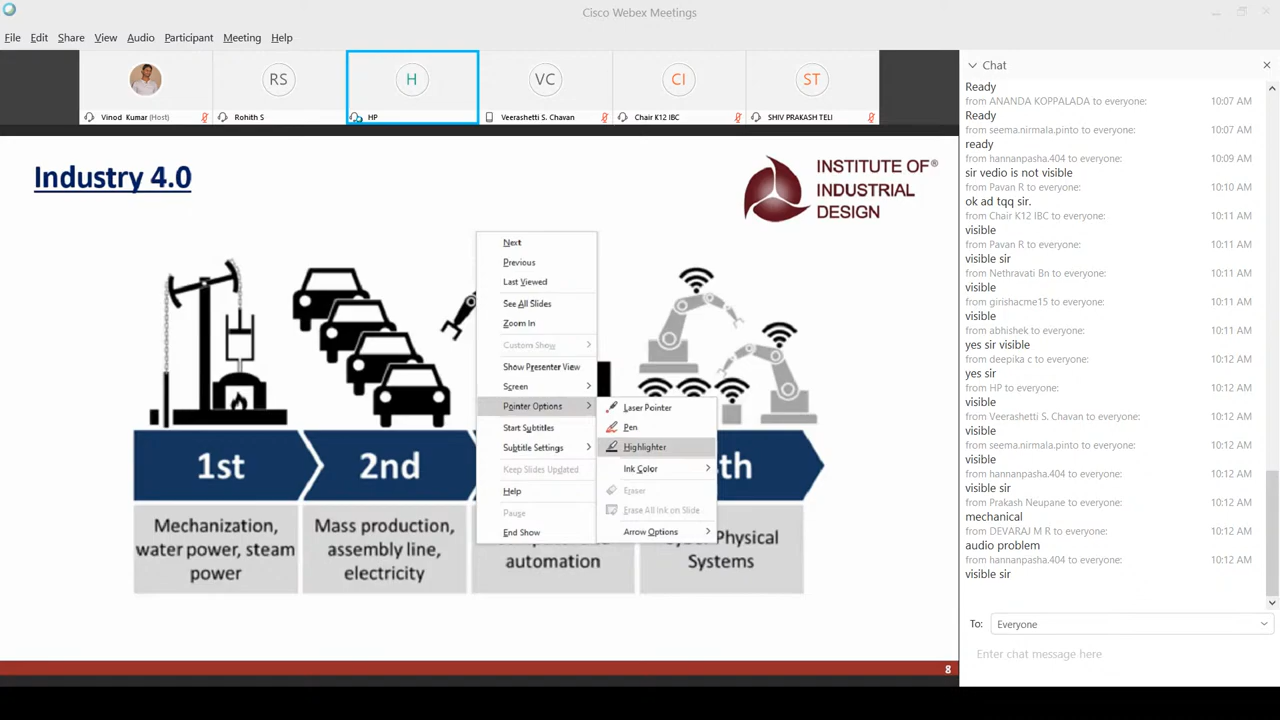 Cisco Webex Meetings
File Edit Share View Audio Participant Meeting Help
RS H VC CI ST
Vinod Kumar (Host) Rohith S HP Veerashetti S. Chavan Chair K12 IBC SHIV PRAKASH TELI
Industry 4.0
INSTITUTE OF®
INDUSTRIAL
DESIGN
Next
Previous
Last Viewed
See All Slides
Zoom In
Custom Show
Show Presenter View
Screen
Pointer Options
Start Subtitles
Subtitle Settings
Keep Slides Updated
Help
Pause
End Show
Laser Pointer
Pen
Highlighter
Ink Color
Eraser
Erase All Ink on Slide
Arrow Options
1st 2nd
Mechanization,
water power, steam
power
Mass production,
assembly line,
electricity
automation
Physical
Systems
8
Chat
Ready
from ANANDA KOPPALADA to everyone: 10:07 AM
Ready
from seema.nirmala.pinto to everyone: 10:07 AM
ready
from hannanpasha.404 to everyone: 10:09 AM
sir vedio is not visible
from Pavan R to everyone: 10:10 AM
ok ad tqq sir.
from Chair K12 IBC to everyone: 10:11 AM
visible
from Pavan R to everyone: 10:11 AM
visible sir
from Nethravati Bn to everyone: 10:11 AM
visible
from girishacme15 to everyone: 10:11 AM
visible
from abhishek to everyone: 10:11 AM
yes sir visible
from deepika c to everyone: 10:12 AM
yes sir
from HP to everyone: 10:12 AM
visible
from Veerashetti S. Chavan to everyone: 10:12 AM
visible
from seema.nirmala.pinto to everyone: 10:12 AM
visible
from hannanpasha.404 to everyone: 10:12 AM
visible sir
from Prakash Neupane to everyone: 10:12 AM
mechanical
from DEVARAJ M R to everyone: 10:12 AM
audio problem
from hannanpasha.404 to everyone: 10:12 AM
visible sir
To: Everyone
Enter chat message here